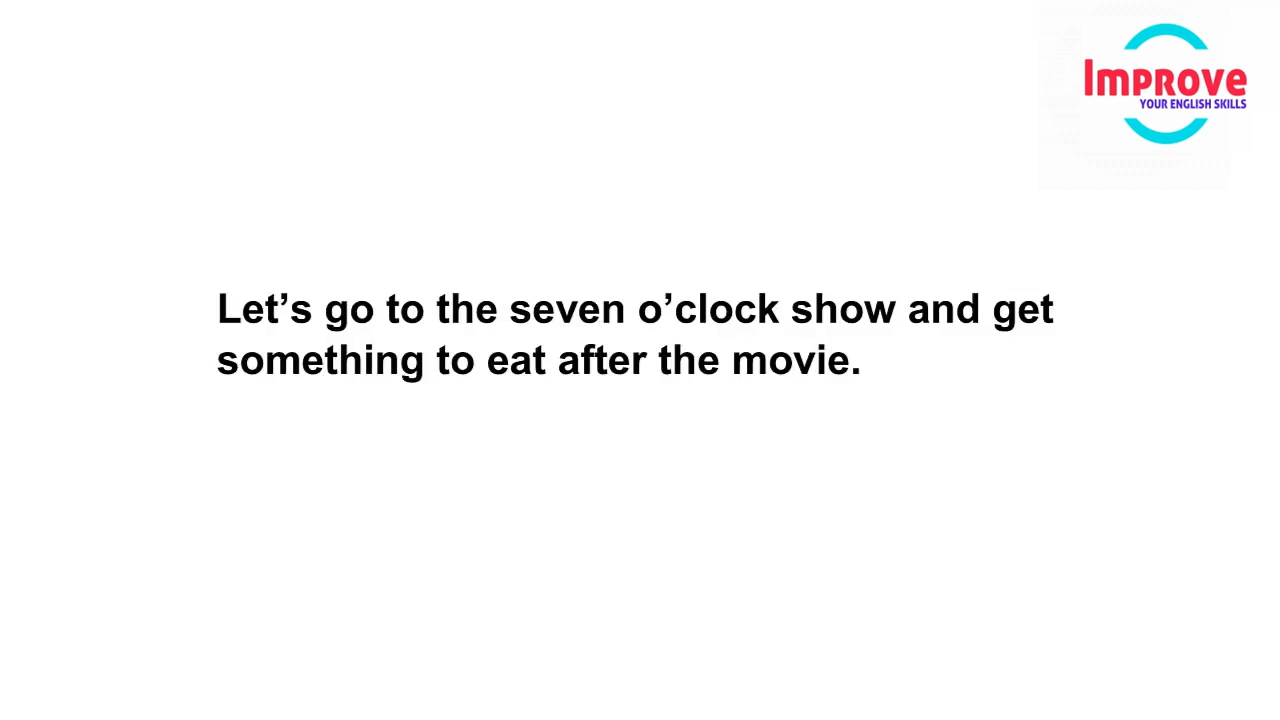 Improve
YOUR ENGLISH SKILLS
Let’s go to the seven o’clock show and get
something to eat after the movie.